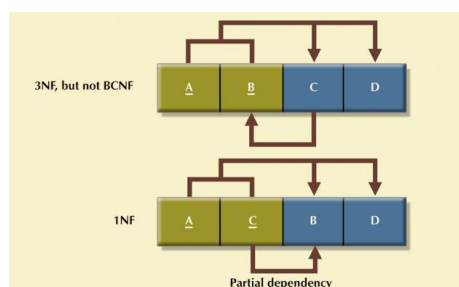 3NF, but not BCNF
A B C D
1NF
A C B D
Partial dependency